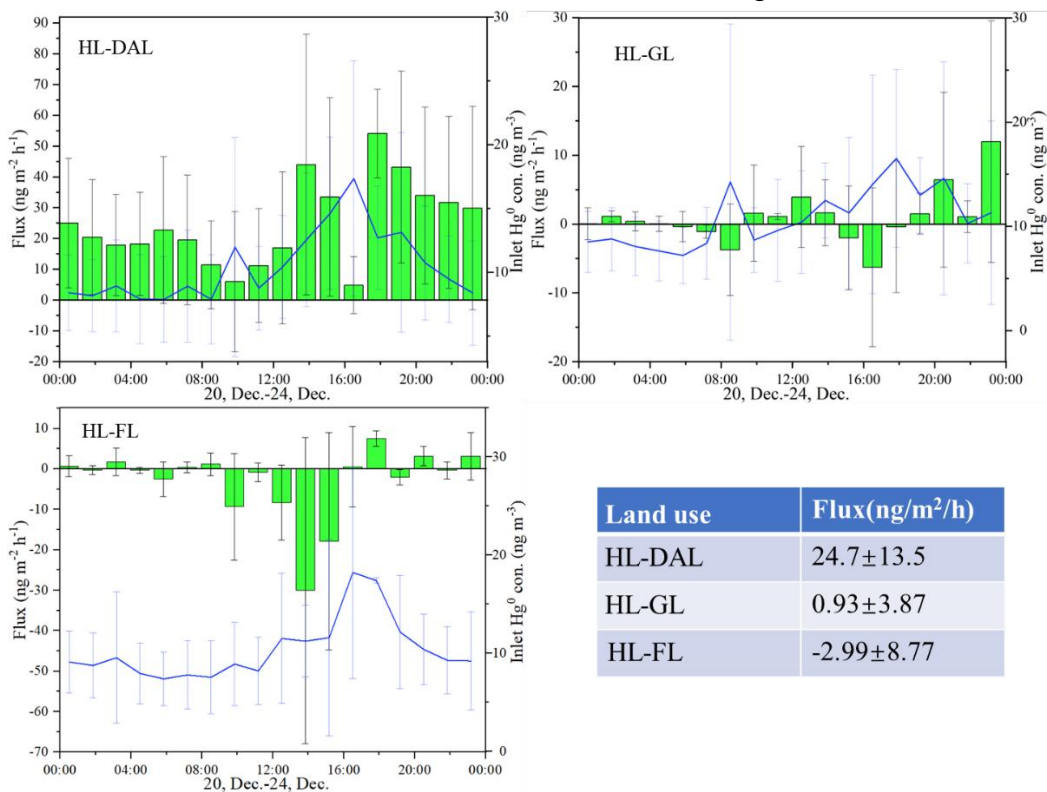 HL-DAL
90
80
70
60
50
40
30
20
10
0
-10
-20
Flux (ng m⁻² h⁻¹)
30
20
10
Inlet Hg⁰ con. (ng m⁻³)
00:00 04:00 08:00 12:00 16:00 20:00 00:00
20, Dec.-24, Dec.
HL-GL
30
20
10
0
-10
-20
Flux (ng m⁻² h⁻¹)
30
20
10
0
Inlet Hg⁰ con. (ng m⁻³)
00:00 04:00 08:00 12:00 16:00 20:00 00:00
20, Dec.-24, Dec.
HL-FL
10
0
-10
-20
-30
-40
-50
-60
-70
Flux (ng m⁻² h⁻¹)
30
20
10
0
Inlet Hg⁰ con. (ng m⁻³)
00:00 04:00 08:00 12:00 16:00 20:00 00:00
20, Dec.-24, Dec.
Land use Flux(ng/m²/h)
HL-DAL 24.7±13.5
HL-GL 0.93±3.87
HL-FL -2.99±8.77